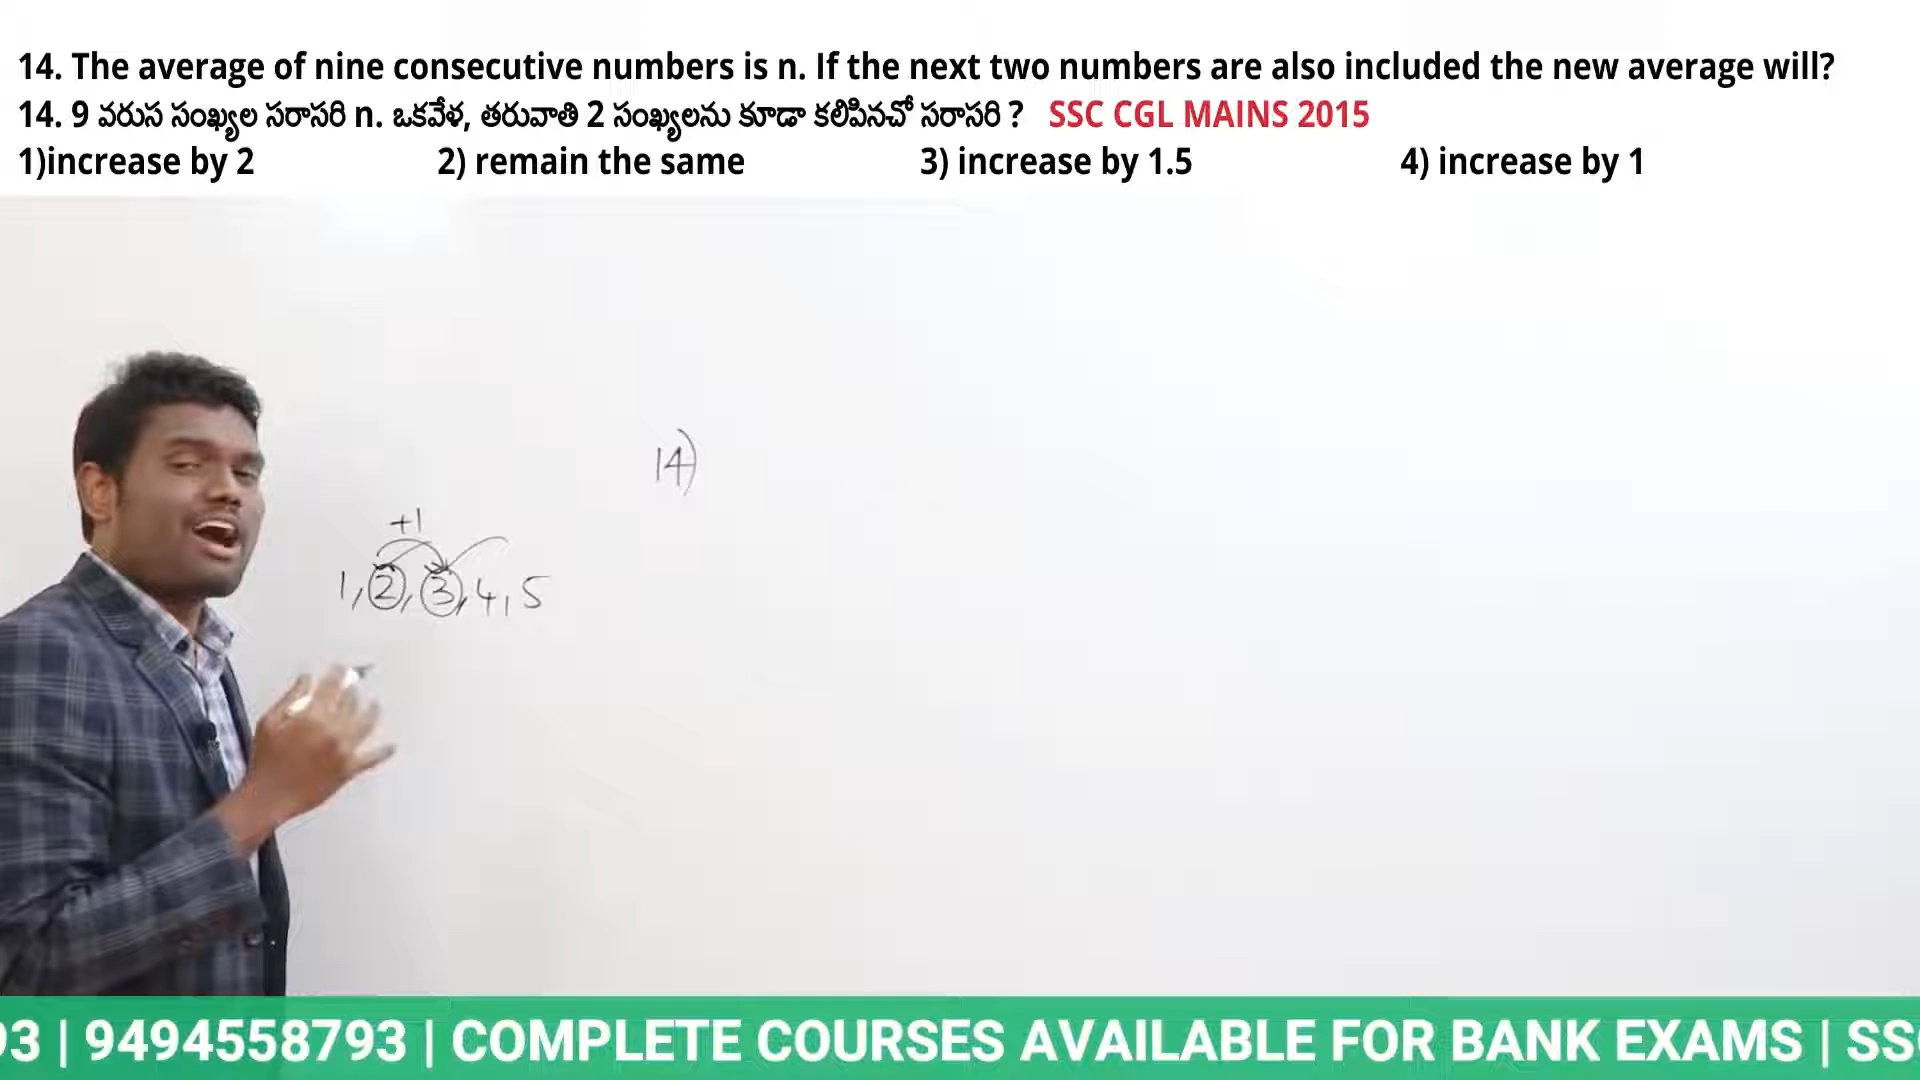 14. The average of nine consecutive numbers is n. If the next two numbers are also included the new average will?
14. 9 వరుస సంఖ్యల సరాసరి n. ఒకవేళ, తరువాతి 2 సంఖ్యలను కూడా కలిపినచో సరాసరి ? SSC CGL MAINS 2015
1)increase by 2 2) remain the same 3) increase by 1.5 4) increase by 1
14)
+1
1, 2, 3, 4, 5
93 | 9494558793 | COMPLETE COURSES AVAILABLE FOR BANK EXAMS | SS